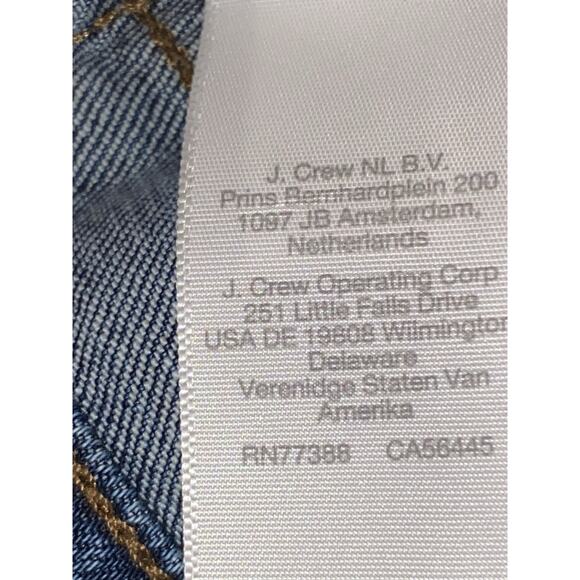 J. Crew NL B.V.
Prins Bernhardplein 200
1097 JB Amsterdam,
Netherlands
J. Crew Operating Corp
251 Little Falls Drive
USA DE 19808 Wilmington
Delaware
Verenidge Staten Van
Amerika
RN77388 CA56445